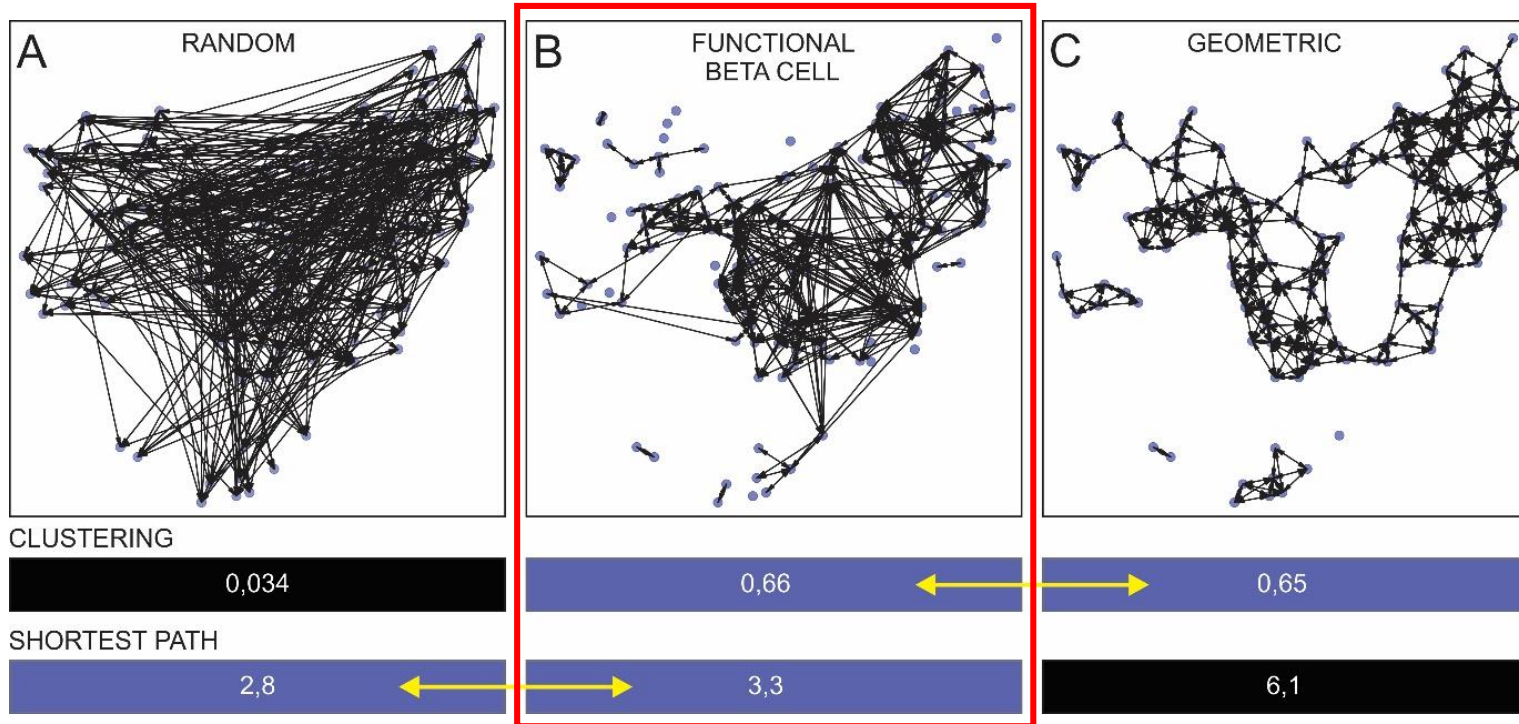 A
RANDOM
B
FUNCTIONAL
BETA CELL
C
GEOMETRIC
CLUSTERING
0,034
0,66
0,65
SHORTEST PATH
2,8
3,3
6,1